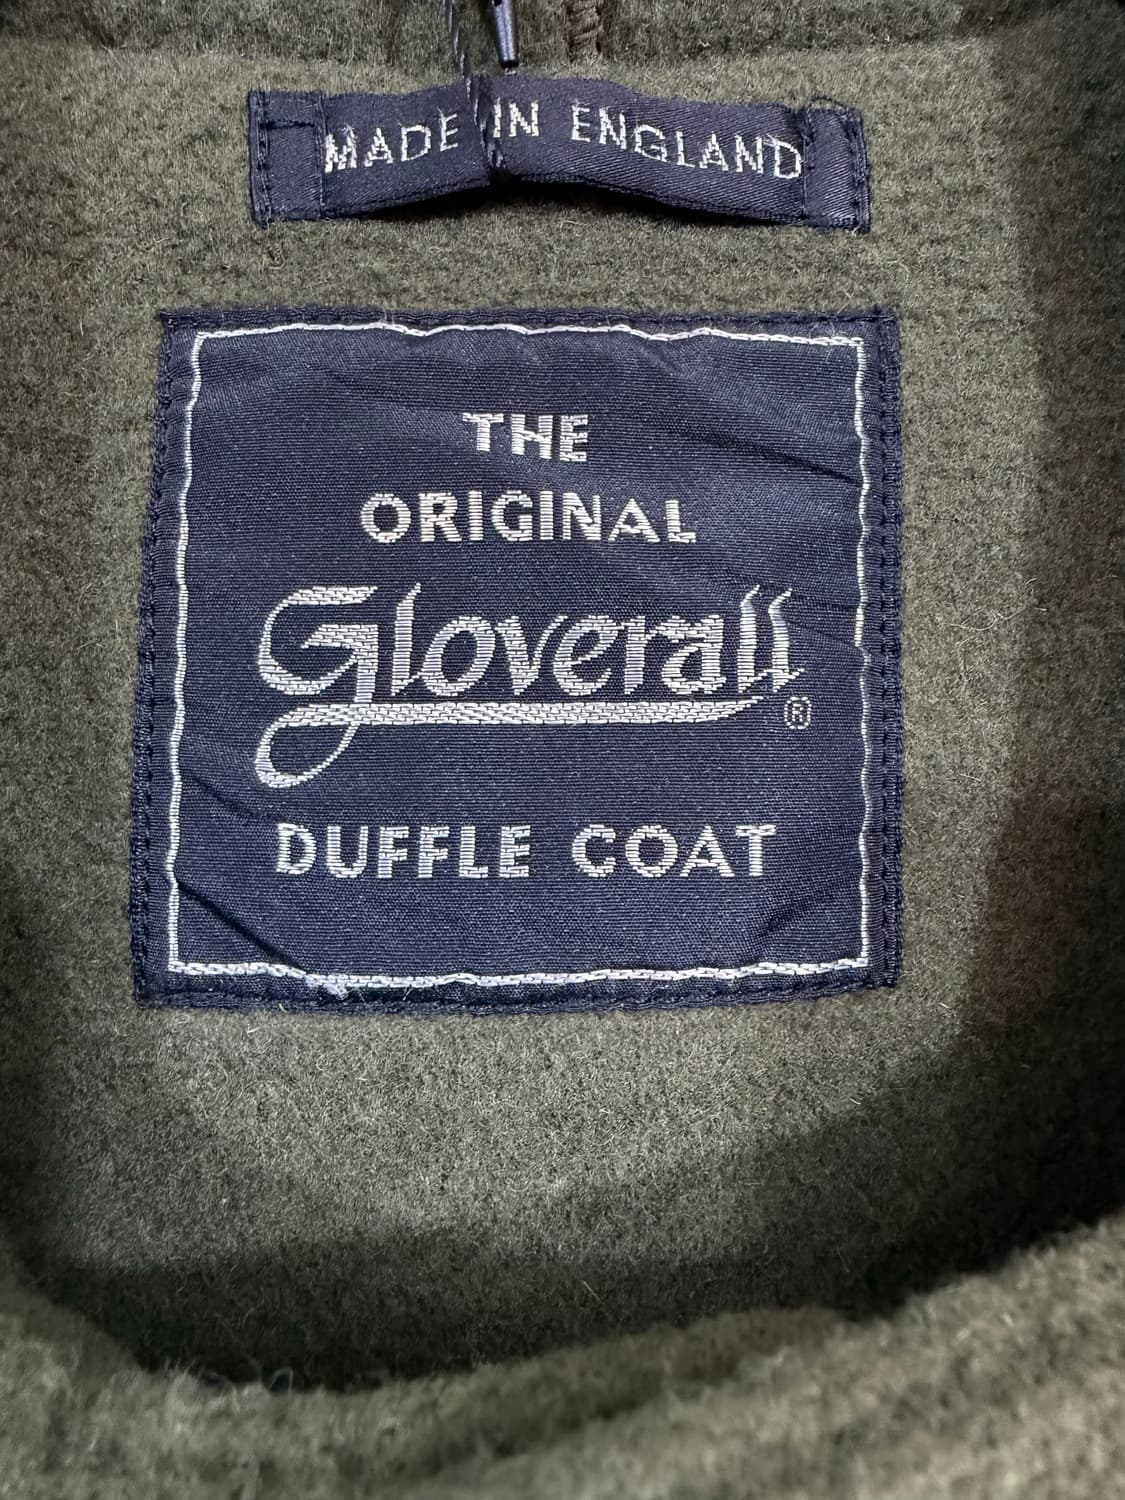 MADE IN ENGLAND
THE
ORIGINAL
Gloverall
®
DUFFLE COAT